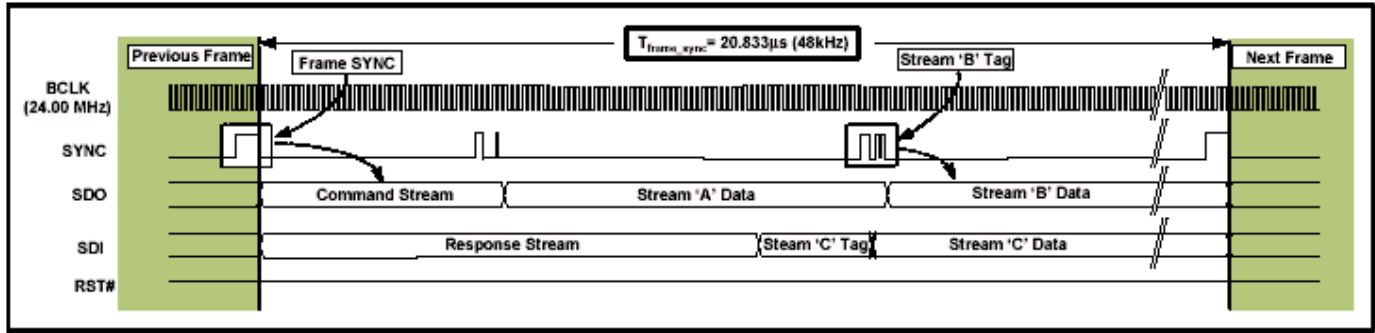 T frame_sync = 20.833µs (48kHz)
Previous Frame
Frame SYNC
Stream 'B' Tag
Next Frame
BCLK
(24.00 MHz)
SYNC
SDO
Command Stream
Stream 'A' Data
Stream 'B' Data
SDI
Response Stream
Steam 'C' Tag
Stream 'C' Data
RST#